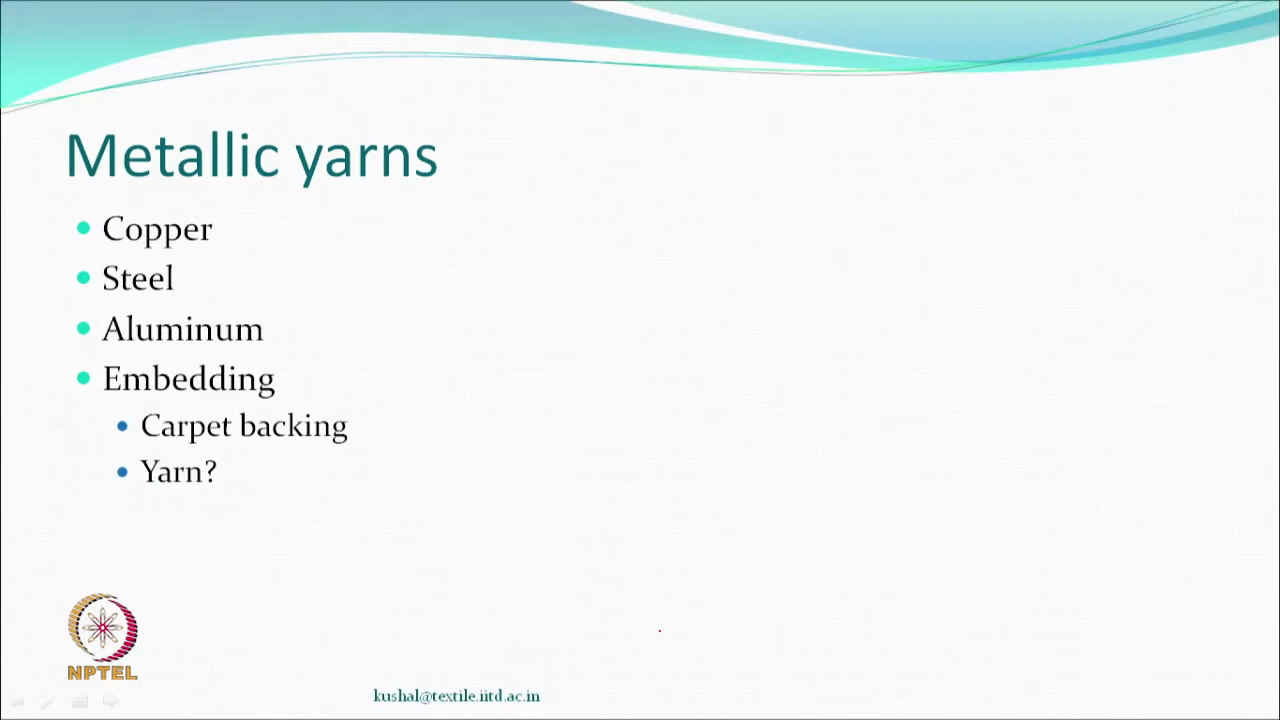 Metallic yarns
Copper
Steel
Aluminum
Embedding
Carpet backing
Yarn?
NPTEL
kushal@textile.iitd.ac.in